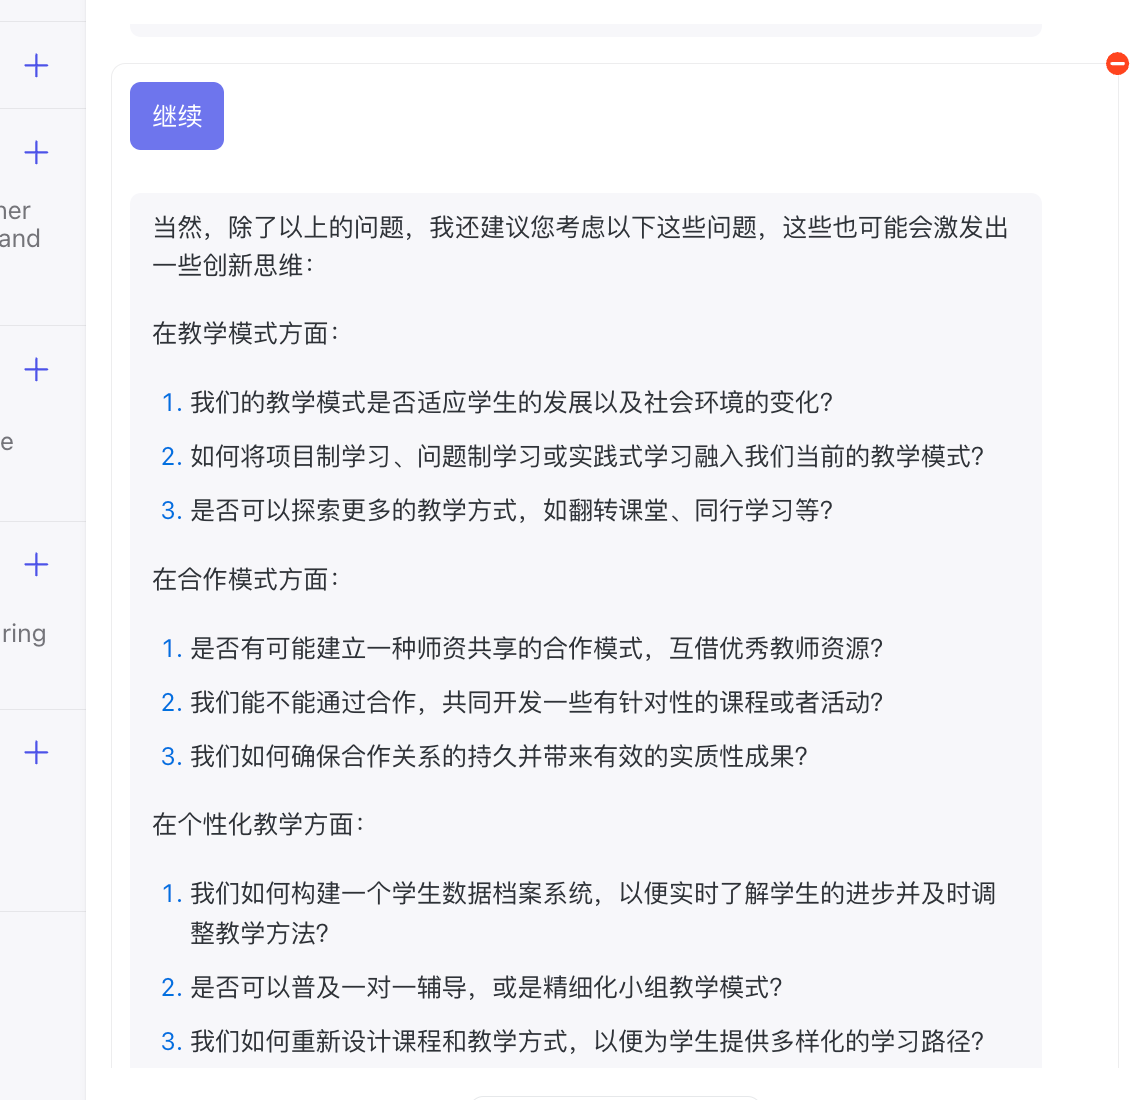 her
and
e
ring
继续
当然，除了以上的问题，我还建议您考虑以下这些问题，这些也可能会激发出
一些创新思维：
在教学模式方面：
1. 我们的教学模式是否适应学生的发展以及社会环境的变化?
2. 如何将项目制学习、问题制学习或实践式学习融入我们当前的教学模式?
3. 是否可以探索更多的教学方式，如翻转课堂、同行学习等?
在合作模式方面：
1. 是否有可能建立一种师资共享的合作模式，互借优秀教师资源?
2. 我们能不能通过合作，共同开发一些有针对性的课程或者活动?
3. 我们如何确保合作关系的持久并带来有效的实质性成果?
在个性化教学方面：
1. 我们如何构建一个学生数据档案系统，以便实时了解学生的进步并及时调
整教学方法?
2. 是否可以普及一对一辅导，或是精细化小组教学模式?
3. 我们如何重新设计课程和教学方式，以便为学生提供多样化的学习路径?